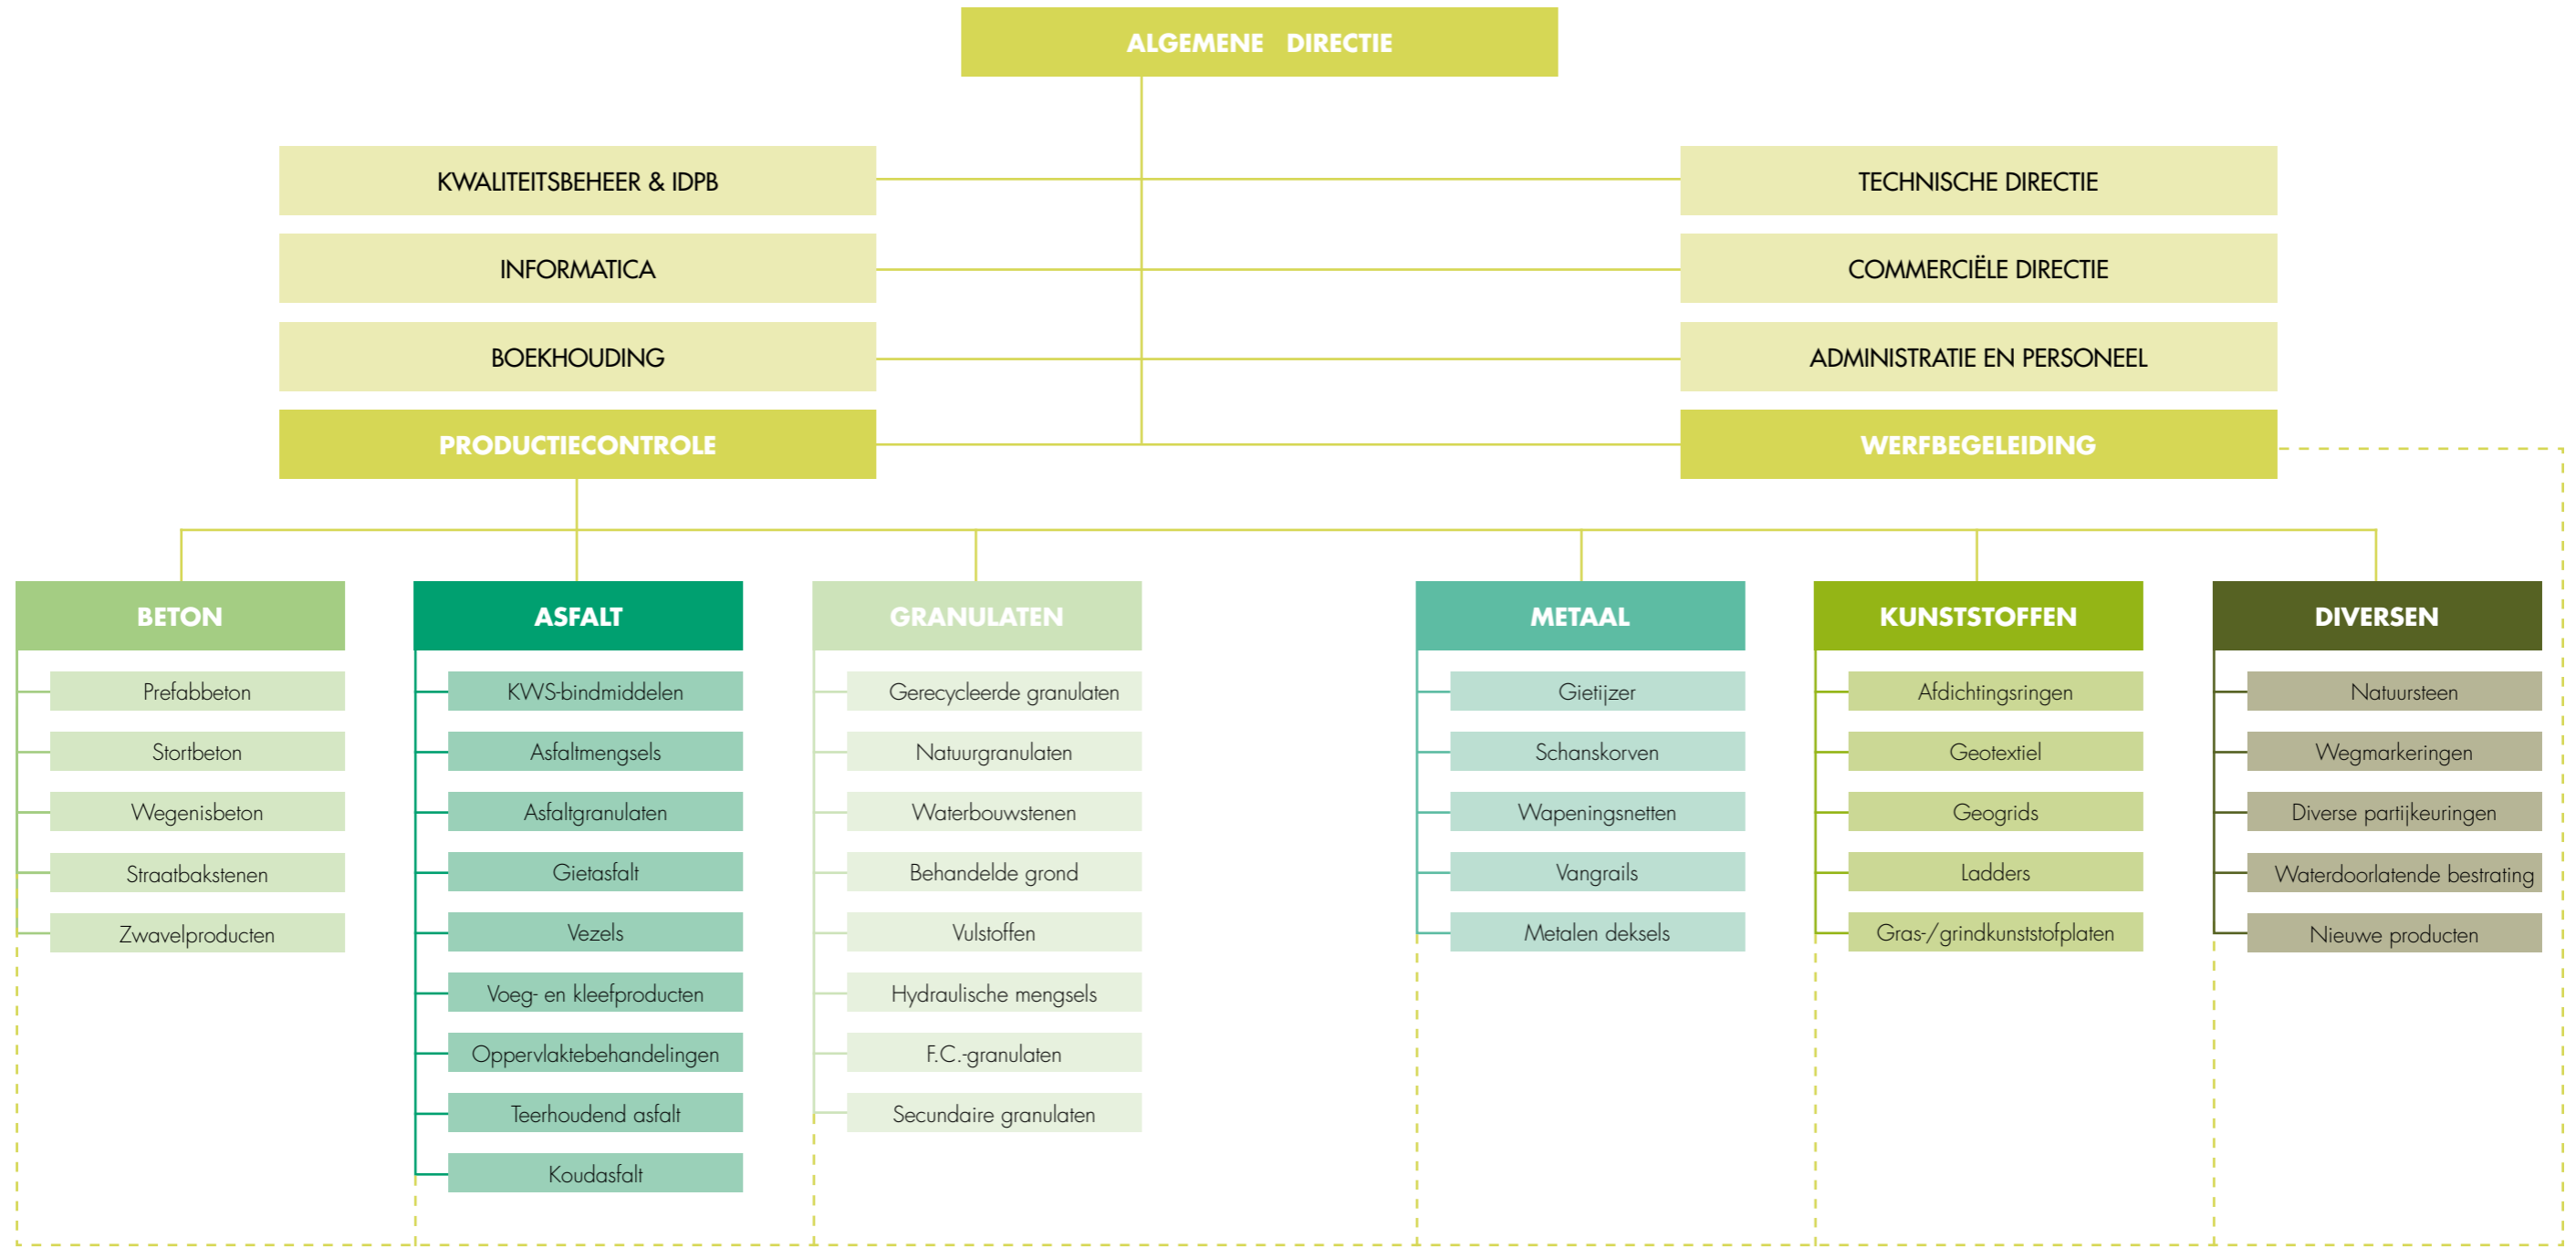 ALGEMENE DIRECTIE
KWALITEITSBEHEER & IDPB
TECHNISCHE DIRECTIE
INFORMATICA
COMMERCIËLE DIRECTIE
BOEKHOUDING
ADMINISTRATIE EN PERSONEEL
PRODUCTIECONTROLE
WERFBEGELEIDING
BETON
Prefabbeton
Stortbeton
Wegenisbeton
Straatbakstenen
Zwavelproducten
ASFALT
KWS-bindmiddelen
Asfaltmengsels
Asfaltgranulaten
Gietasfalt
Vezels
Voeg- en kleefproducten
Oppervlaktebehandelingen
Teerhoudend asfalt
Koudasfalt
GRANULATEN
Gerecycleerde granulaten
Natuurgranulaten
Waterbouwstenen
Behandelde grond
Vulstoffen
Hydraulische mengsels
F.C.-granulaten
Secundaire granulaten
METAAL
Gietijzer
Schanskorven
Wapeningsnetten
Vangrails
Metalen deksels
KUNSTSTOFFEN
Afdichtingsringen
Geotextiel
Geogrids
Ladders
Gras-/grindkunststofplaten
DIVERSEN
Natuursteen
Wegmarkeringen
Diverse partijkeuringen
Waterdoorlatende bestrating
Nieuwe producten